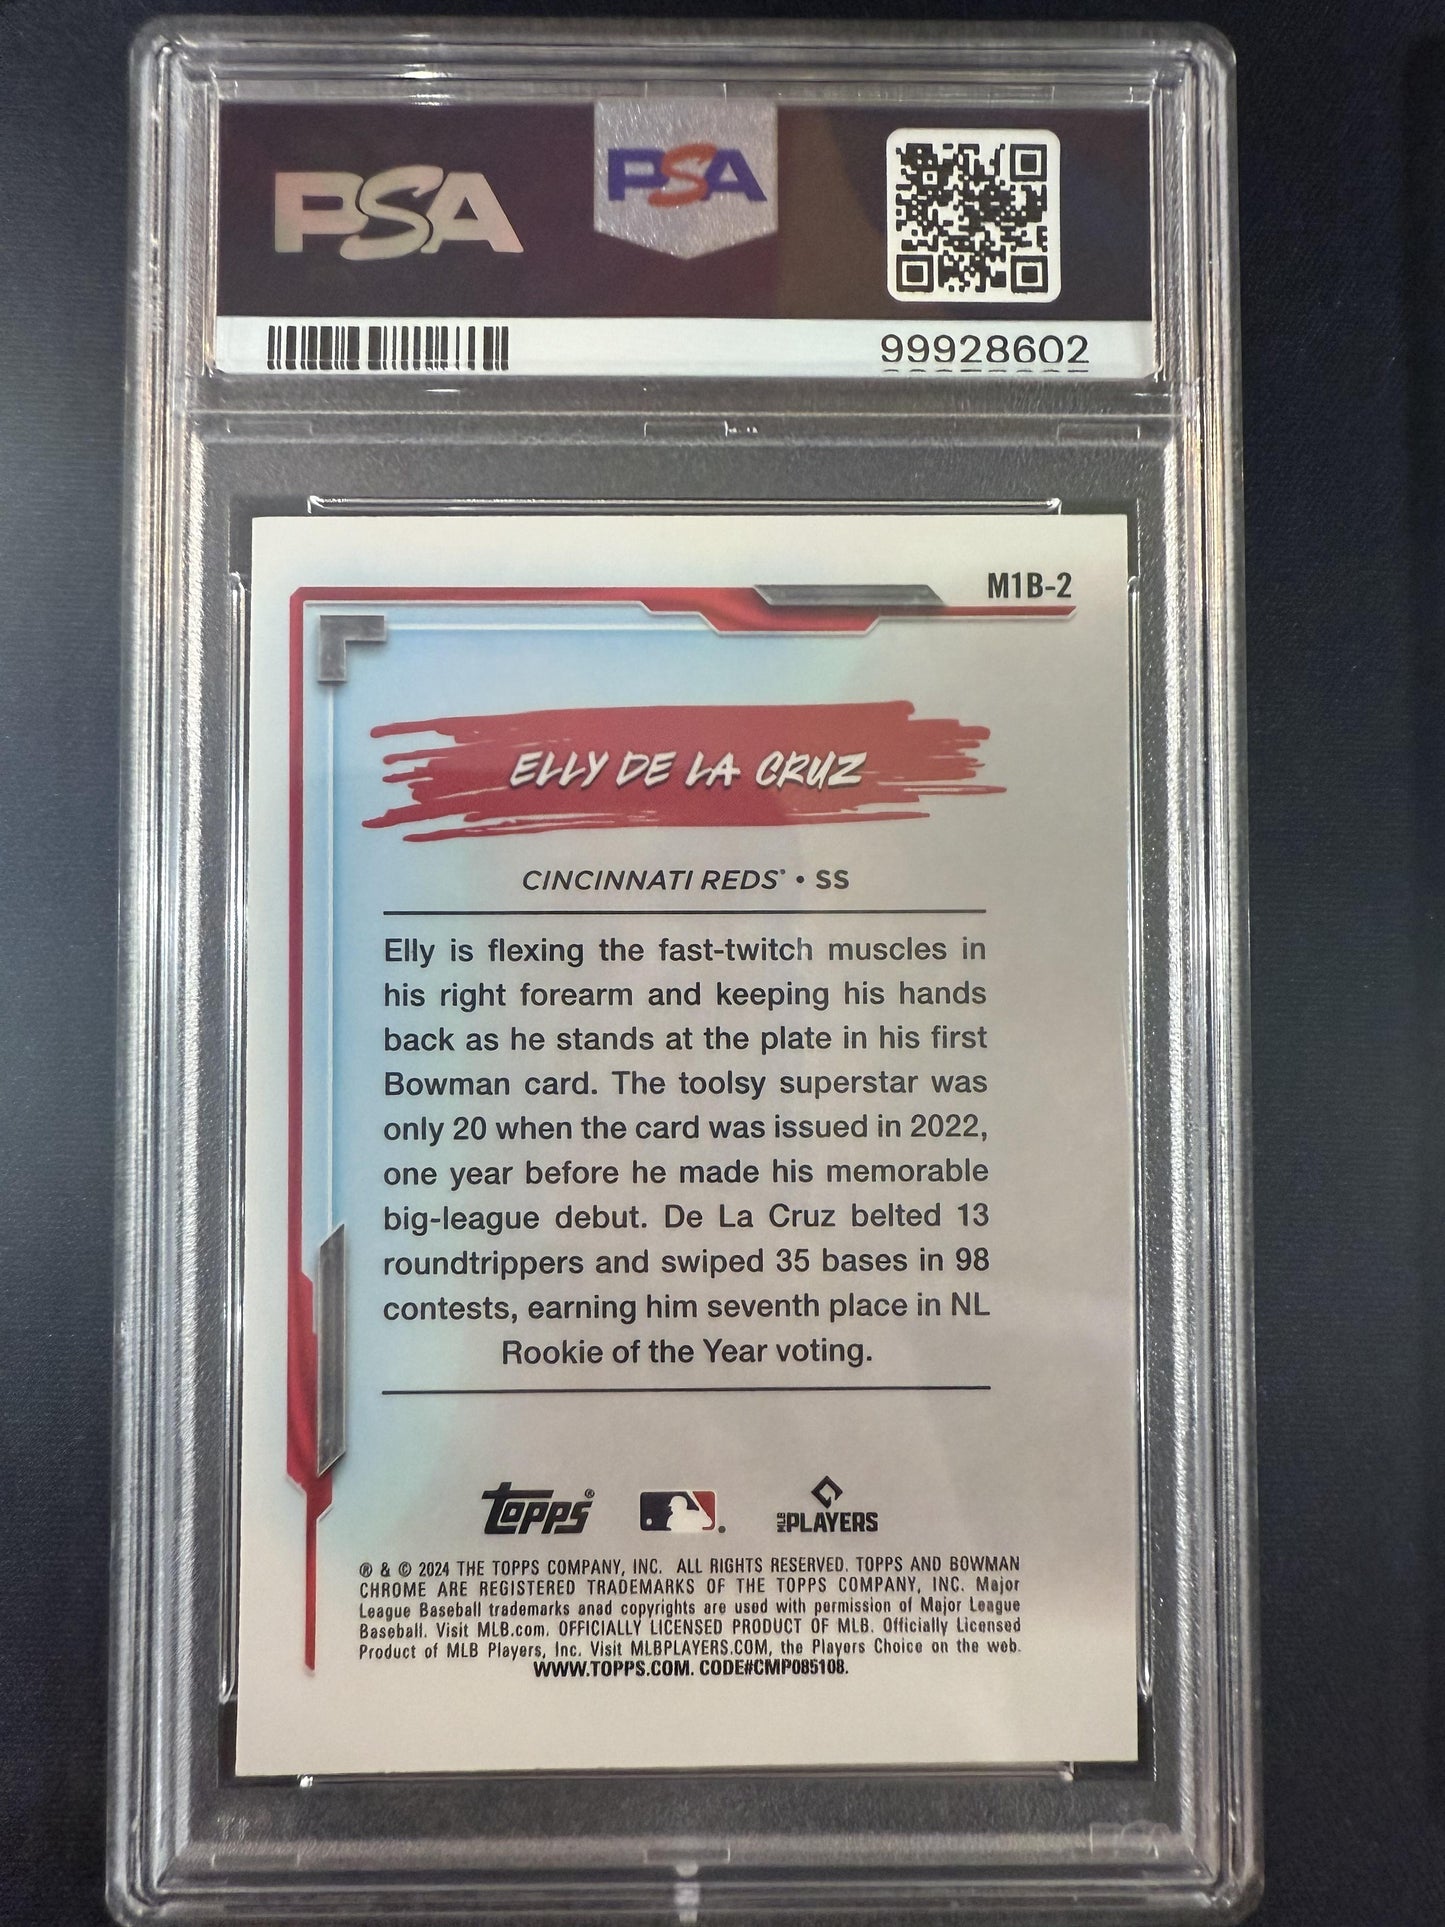 PSA
PSA
99928602
M1B-2
ELLY DE LA CRUZ
CINCINNATI REDS® • SS
Elly is flexing the fast-twitch muscles in
his right forearm and keeping his hands
back as he stands at the plate in his first
Bowman card. The toolsy superstar was
only 20 when the card was issued in 2022,
one year before he made his memorable
big-league debut. De La Cruz belted 13
roundtrippers and swiped 35 bases in 98
contests, earning him seventh place in NL
Rookie of the Year voting.
Topps®
MLB PLAYERS
® & © 2024 THE TOPPS COMPANY, INC. ALL RIGHTS RESERVED. TOPPS AND BOWMAN
CHROME ARE REGISTERED TRADEMARKS OF THE TOPPS COMPANY, INC. Major
League Baseball trademarks anad copyrights are used with permission of Major League
Baseball. Visit MLB.com. OFFICIALLY LICENSED PRODUCT OF MLB. Officially Licensed
Product of MLB Players, Inc. Visit MLBPLAYERS.COM, the Players Choice on the web.
WWW.TOPPS.COM. CODE#CMP085108.
PSA